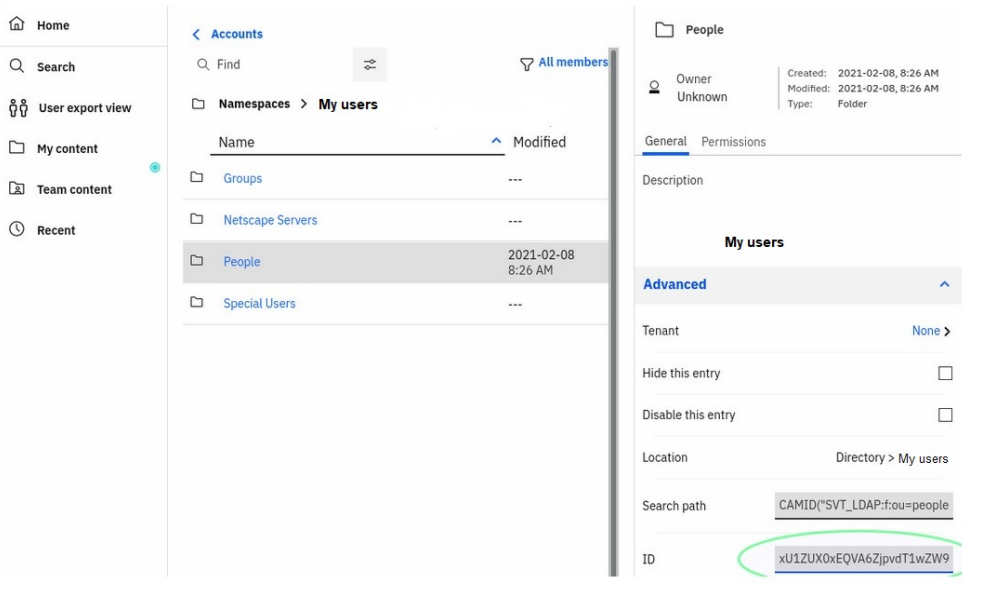 Home
Search
User export view
My content
Team content
Recent
Accounts
Find
All members
Namespaces > My users
Name Modified
Groups ---
Netscape Servers ---
People 2021-02-08
8:26 AM
Special Users ---
People
Owner
Unknown
Created: 2021-02-08, 8:26 AM
Modified: 2021-02-08, 8:26 AM
Type: Folder
General Permissions
Description
My users
Advanced
Tenant None >
Hide this entry
Disable this entry
Location Directory > My users
Search path CAMID("SVT_LDAP:f:ou=people
ID xU1ZUX0xEQVA6ZjpvdT1wZW9